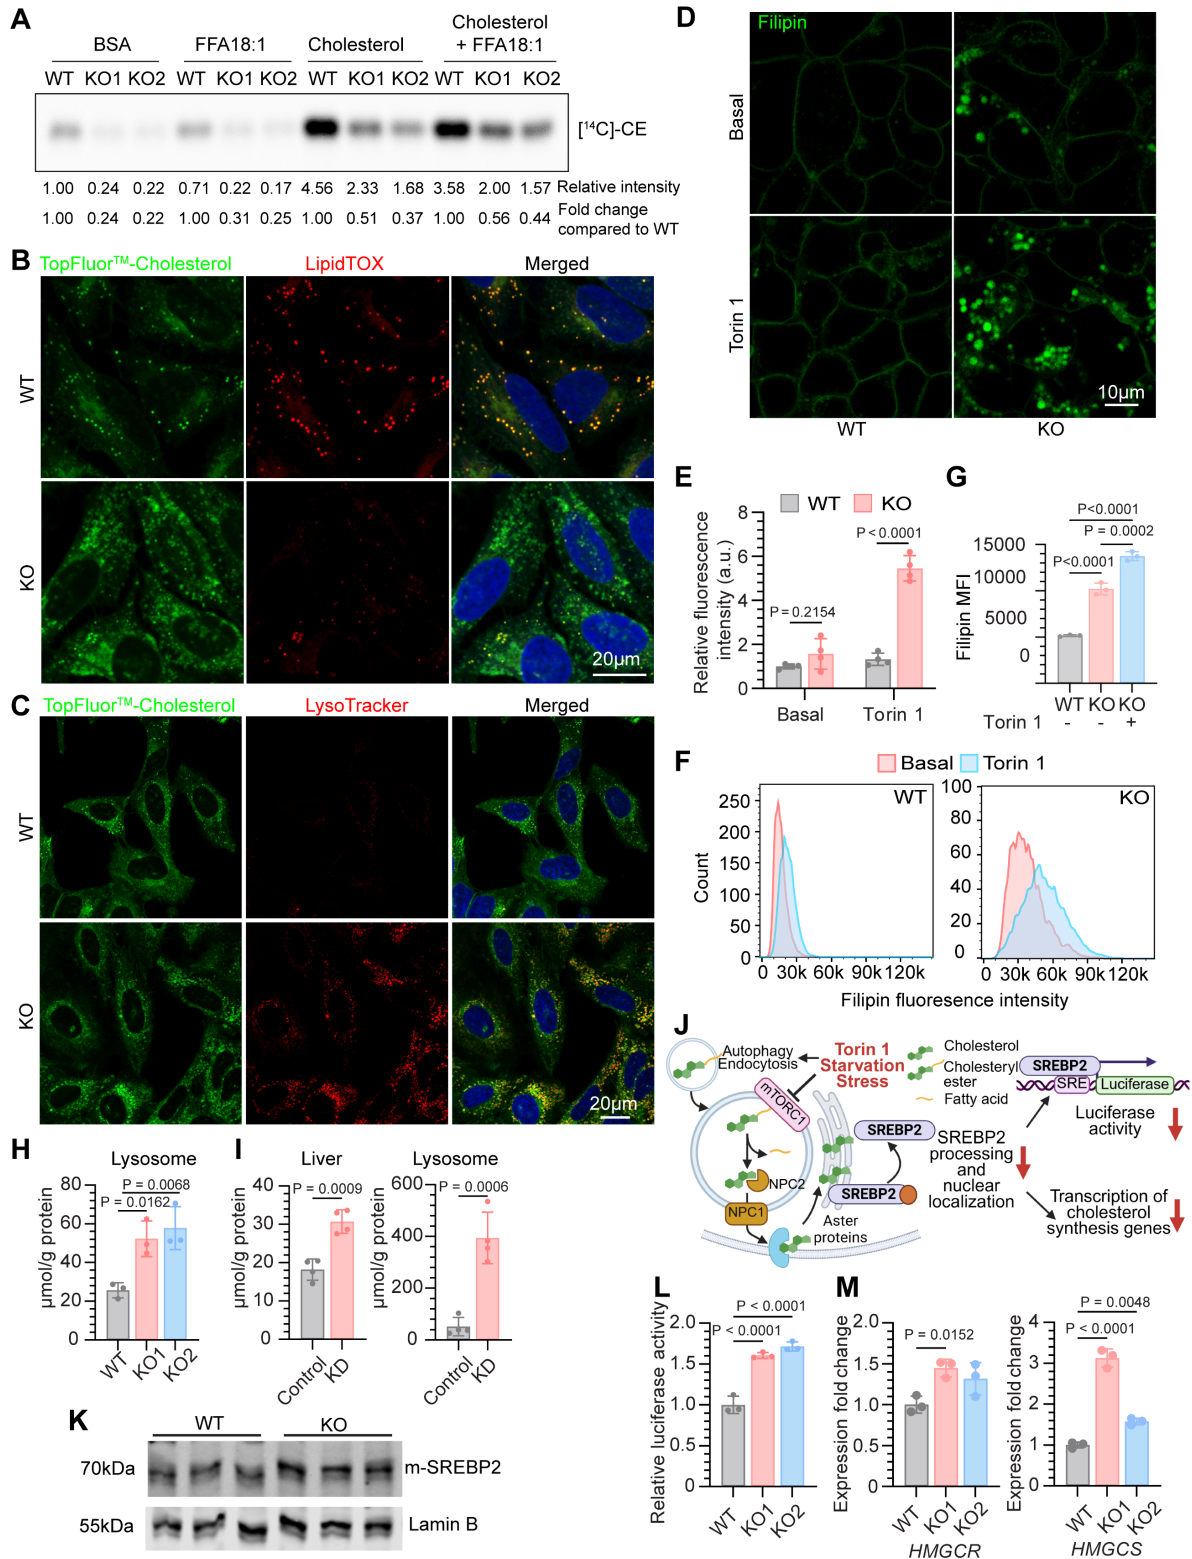 A
BSA FFA18:1 Cholesterol Cholesterol + FFA18:1
WT KO1 KO2 WT KO1 KO2 WT KO1 KO2 WT KO1 KO2
[14C]-CE
1.00 0.24 0.22 0.71 0.22 0.17 4.56 2.33 1.68 3.58 2.00 1.57 Relative intensity
1.00 0.24 0.22 1.00 0.31 0.25 1.00 0.51 0.37 1.00 0.56 0.44 Fold change
compared to WT
B
TopFluorTM-Cholesterol LipidTOX Merged
WT
KO
20µm
C
TopFluorTM-Cholesterol LysoTracker Merged
WT
KO
20µm
D
Filipin
Basal
Torin 1
10µm
WT KO
E
WT KO
Relative fluorescence
intensity (a.u.)
8
6
4
2
0
P = 0.2154
P < 0.0001
Basal Torin 1
G
P<0.0001
P = 0.0002
P<0.0001
Filipin MFI
15000
10000
5000
0
WT KO KO
Torin 1 - - +
F
Basal Torin 1
WT
Count
250
200
150
100
50
0
0 30k 60k 90k 120k
KO
100
80
60
40
20
0
0 30k 60k 90k 120k
Filipin fluoresence intensity
H
Lysosome
P = 0.0068
P = 0.0162
µmol/g protein
80
60
40
20
0
WT KO1 KO2
I
Liver
P = 0.0009
µmol/g protein
40
30
20
10
0
Control KD
Lysosome
P = 0.0006
µmol/g protein
600
400
200
0
Control KD
J
Autophagy
Endocytosis
Torin 1
Starvation
Stress
mTORC1
Cholesterol
Cholesteryl
ester
Fatty acid
NPC2
NPC1
Aster
proteins
SREBP2
SREBP2
SREBP2
processing
and
nuclear
localization
SREBP2
SRE Luciferase
Luciferase
activity
Transcription of
cholesterol
synthesis genes
K
WT KO
70kDa m-SREBP2
55kDa Lamin B
L
Relative luciferase activity
P < 0.0001
P < 0.0001
2.0
1.5
1.0
0.5
0
WT KO1 KO2
M
Expression fold change
P = 0.0152
2.0
1.5
1.0
0.5
0
WT KO1 KO2
HMGCR
Expression fold change
P = 0.0048
P < 0.0001
4
3
2
1
0
WT KO1 KO2
HMGCS